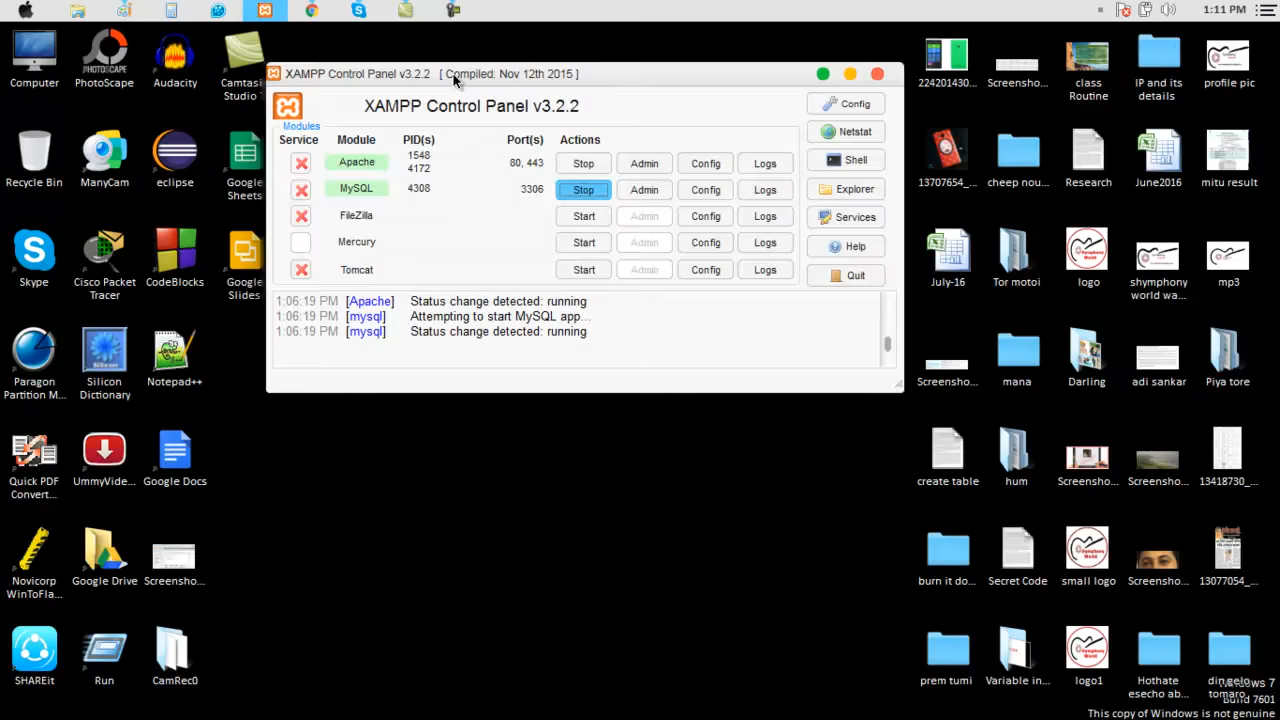 1:11 PM
XAMPP Control Panel v3.2.2 [ Compiled: Nov 12th 2015 ]
XAMPP Control Panel v3.2.2
Config
Modules
Service Module PID(s) Port(s) Actions
Netstat
Apache 1548 4172 80, 443 Stop Admin Config Logs
Shell
MySQL 4308 3306 Stop Admin Config Logs
Explorer
FileZilla Start Admin Config Logs
Services
Mercury Start Admin Config Logs
Help
Tomcat Start Admin Config Logs
Quit
1:06:19 PM [Apache] Status change detected: running
1:06:19 PM [mysql] Attempting to start MySQL app...
1:06:19 PM [mysql] Status change detected: running
Computer
PhotoScape
Audacity
Camtasi...
Studio
Recycle Bin
ManyCam
eclipse
Google
Sheets
Skype
Cisco Packet
Tracer
CodeBlocks
Google
Slides
Paragon
Partition M...
Silicon
Dictionary
Notepad++
Quick PDF
Convert...
UmmyVide...
Google Docs
Novicorp
WinToFla...
Google Drive
Screensho...
SHAREit
Run
CamRec0
224201430...
Screensho...
class
Routine
IP and its
details
profile pic
13707654_...
cheep nou...
Research
June2016
mitu result
July-16
Tor motoi
logo
shymphony
world wa...
mp3
Screensho...
mana
Darling
adi sankar
Piya tore
create table
hum
Screensho...
Screensho...
13418730_...
burn it do...
Secret Code
small logo
Screensho...
13077054_...
prem tumi
Variable in...
logo1
Hothate
esecho ab...
tomaro
Windows 7
Build 7601
This copy of Windows is not genuine